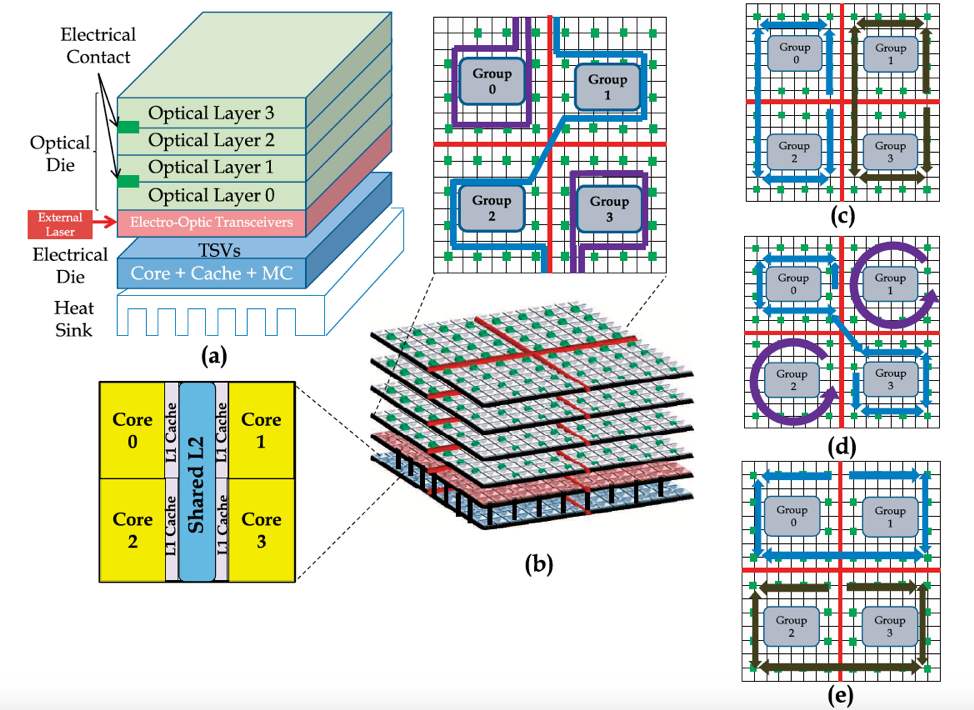 Electrical
Contact
Optical Layer 3
Optical Layer 2
Optical Layer 1
Optical Layer 0
Optical
Die
External
Laser
Electro-Optic Transceivers
Electrical
Die
TSVs
Core + Cache + MC
Heat
Sink
(a)
Group
0
Group
1
Group
2
Group
3
Core
0
L1 Cache
Shared L2
L1 Cache
Core
1
Core
2
L1 Cache
L1 Cache
Core
3
(b)
Group
0
Group
1
Group
2
Group
3
(c)
Group
0
Group
1
Group
2
Group
3
(d)
Group
0
Group
1
Group
2
Group
3
(e)